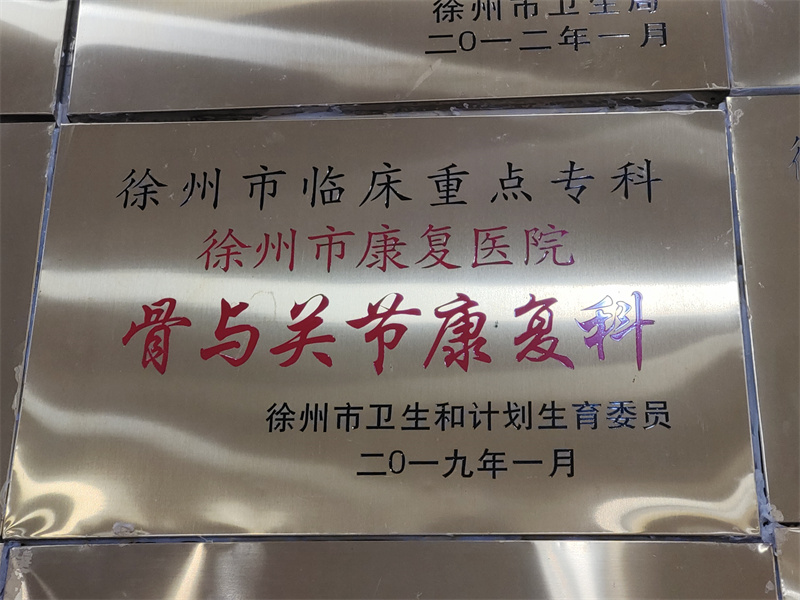 徐州市卫生局
二〇一二年一月
徐州市临床重点专科
徐州市康复医院
骨与关节康复科
徐州市卫生和计划生育委员
二〇一九年一月